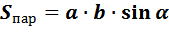 Sпар = a · b · sin α